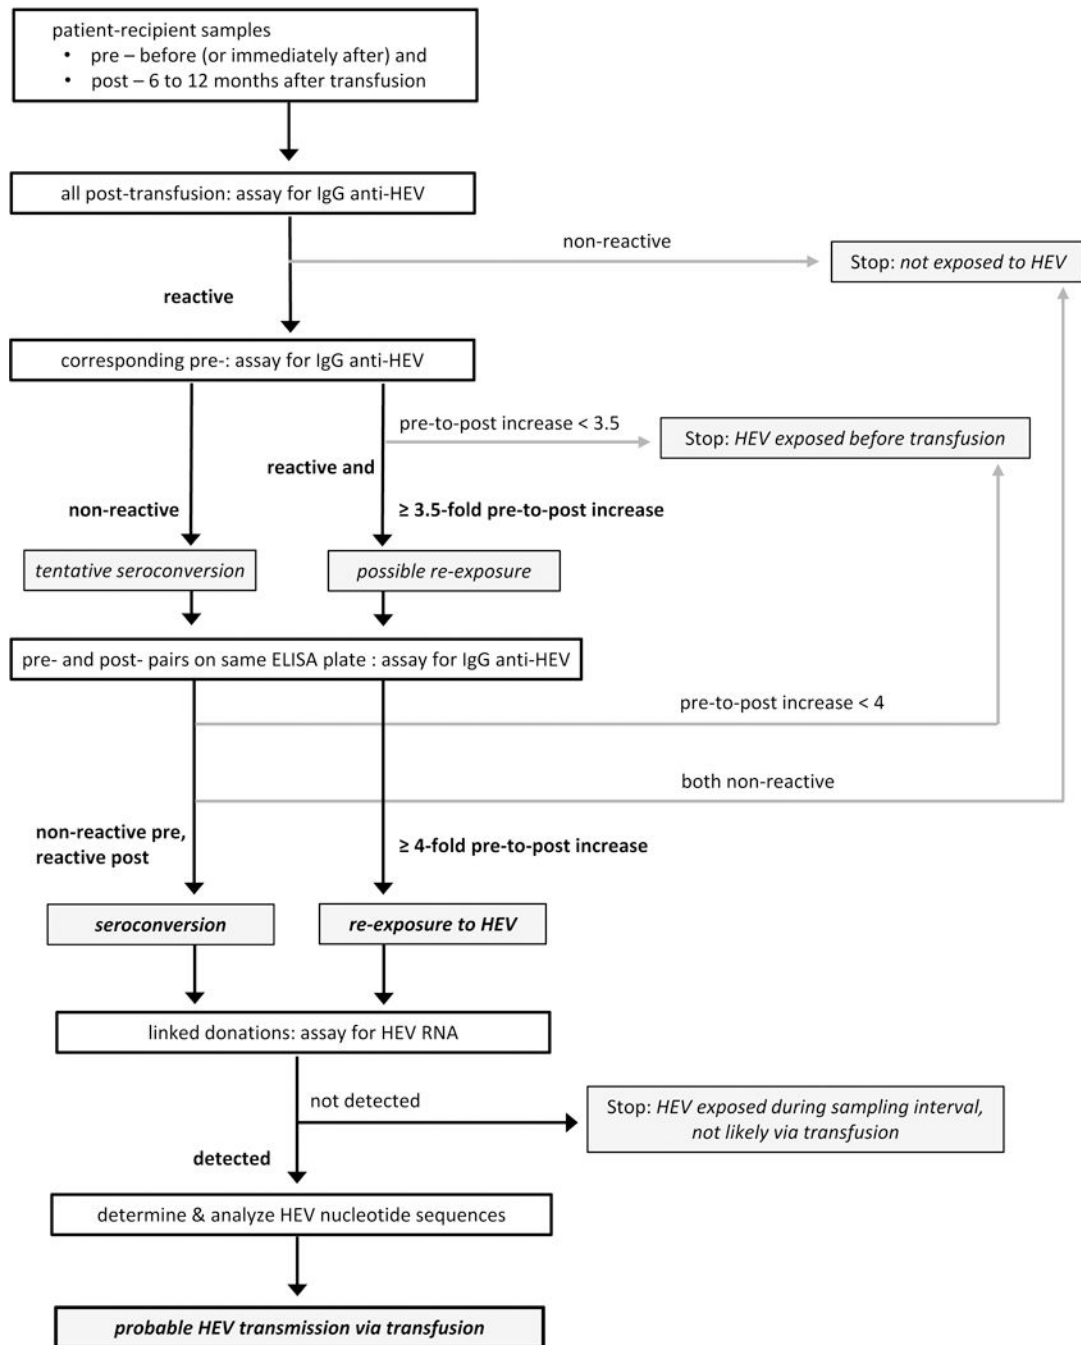 patient-recipient samples
• pre – before (or immediately after) and
• post – 6 to 12 months after transfusion
all post-transfusion: assay for IgG anti-HEV
non-reactive
Stop: not exposed to HEV
reactive
corresponding pre-: assay for IgG anti-HEV
pre-to-post increase < 3.5
Stop: HEV exposed before transfusion
reactive and
non-reactive
≥ 3.5-fold pre-to-post increase
tentative seroconversion
possible re-exposure
pre- and post- pairs on same ELISA plate : assay for IgG anti-HEV
pre-to-post increase < 4
both non-reactive
non-reactive pre,
reactive post
≥ 4-fold pre-to-post increase
seroconversion
re-exposure to HEV
linked donations: assay for HEV RNA
not detected
Stop: HEV exposed during sampling interval,
not likely via transfusion
detected
determine & analyze HEV nucleotide sequences
probable HEV transmission via transfusion